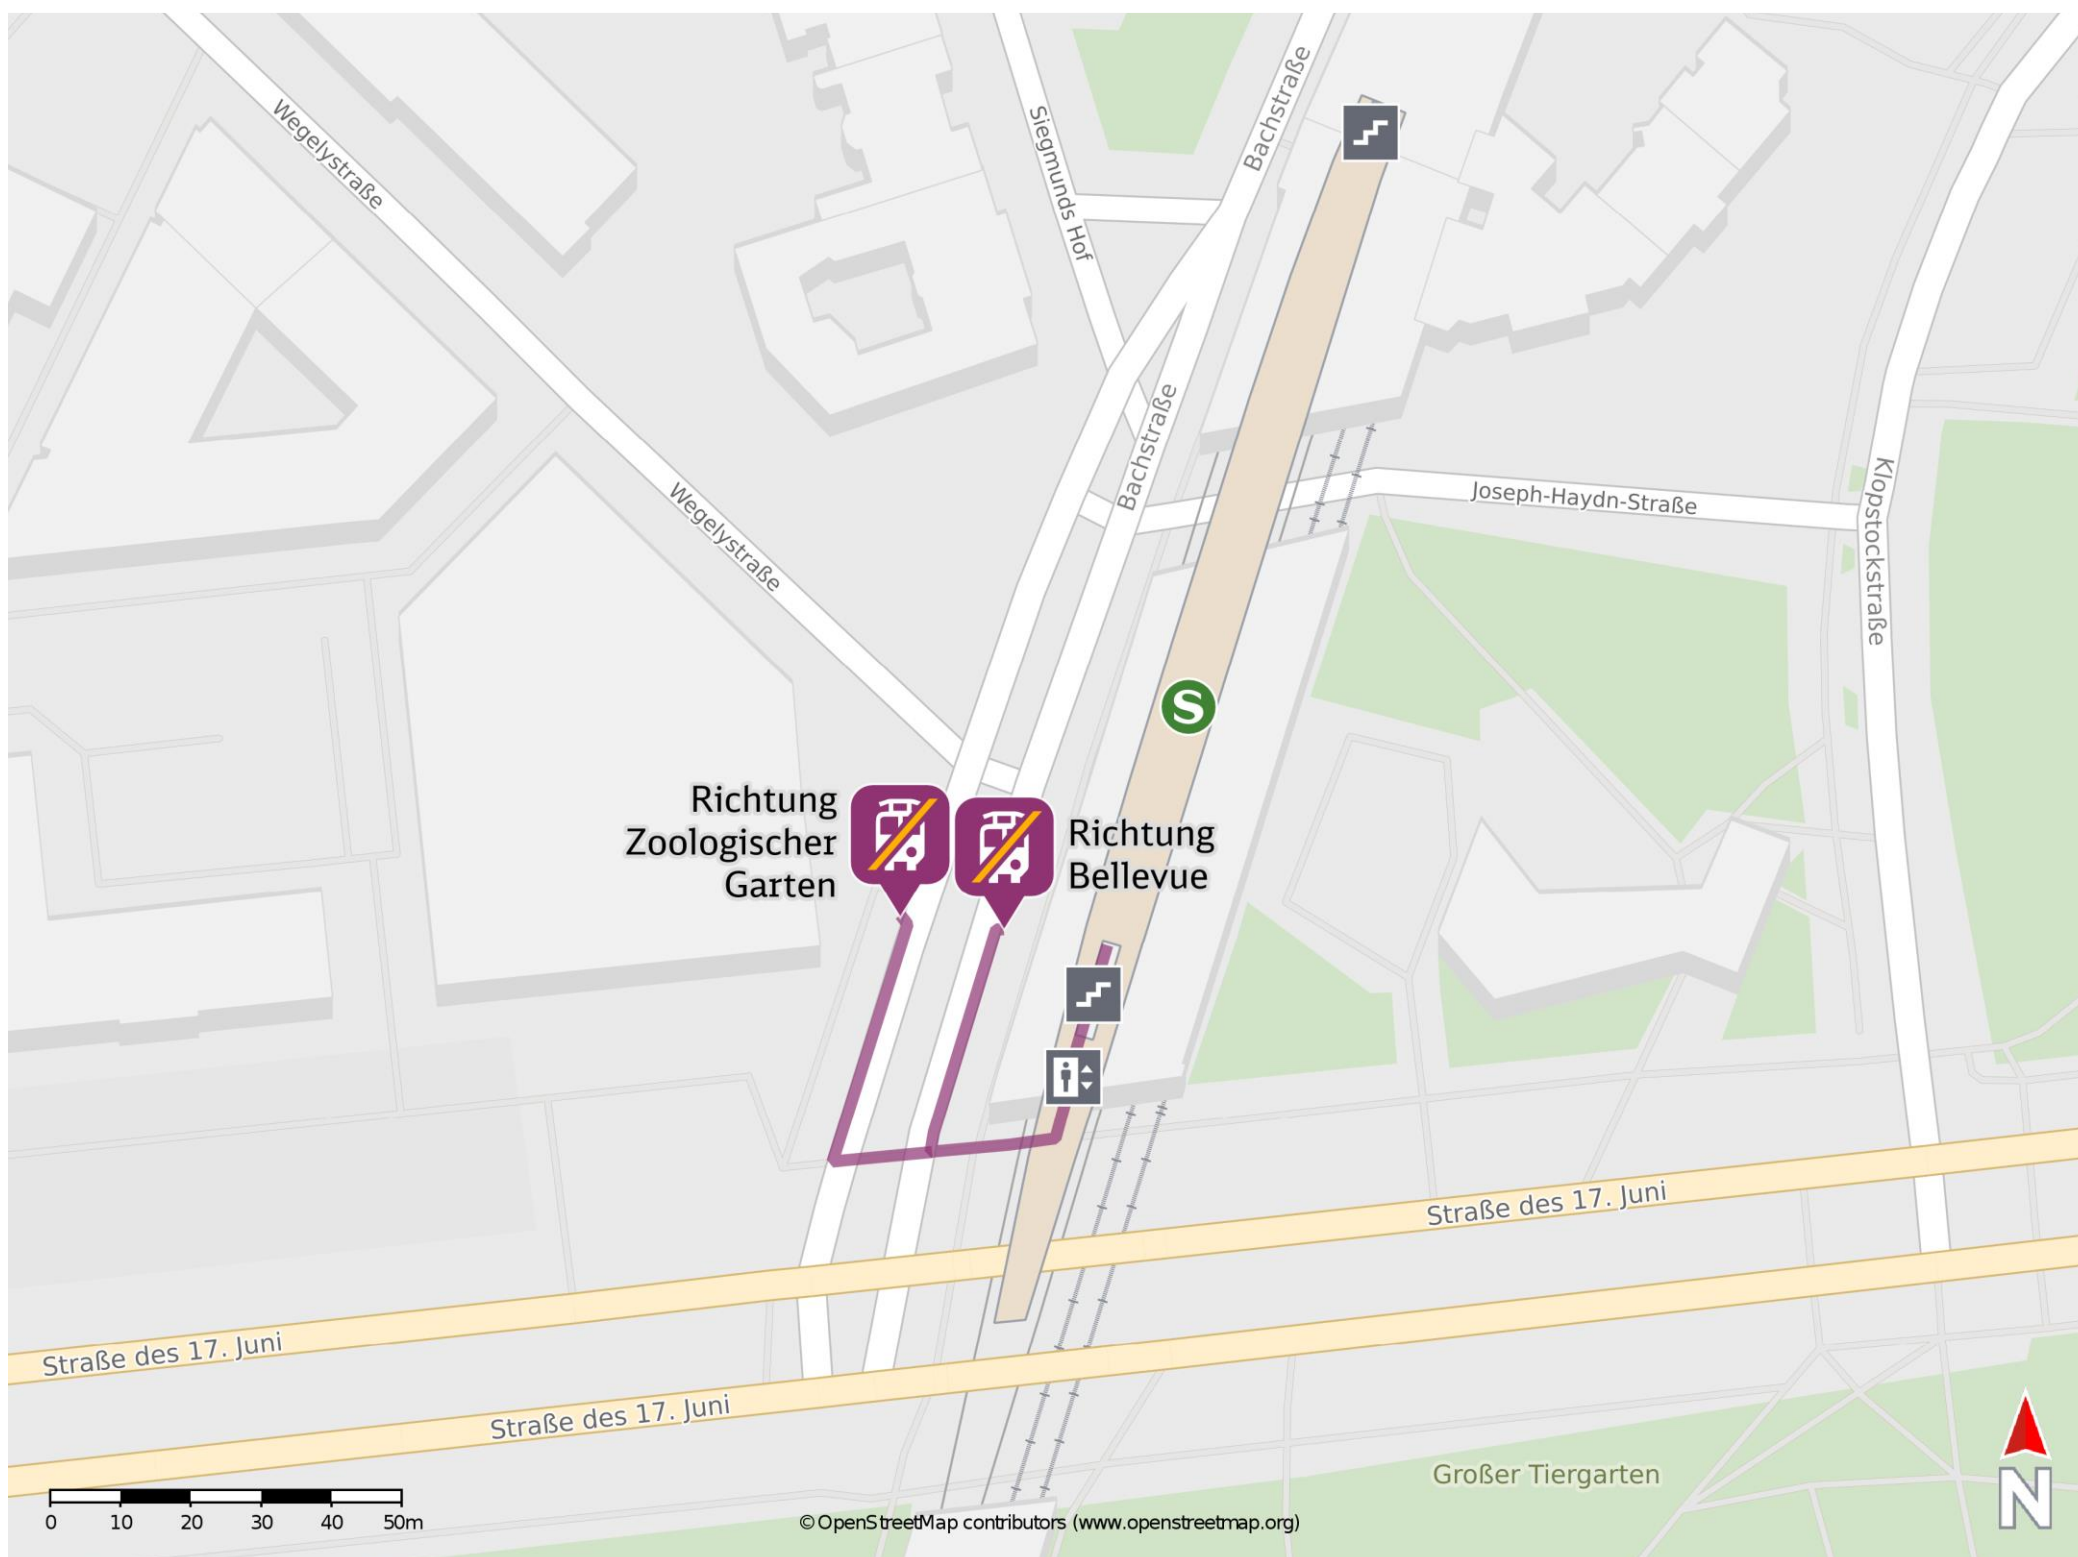 Wegelystraße
Siegmunds Hof
Bachstraße
Bachstraße
Wegelystraße
Joseph-Haydn-Straße
Klopstockstraße
S
Richtung
Zoologischer
Garten
Richtung
Bellevue
Straße des 17. Juni
Straße des 17. Juni
Straße des 17. Juni
Großer Tiergarten
N
0 10 20 30 40 50m
© OpenStreetMap contributors (www.openstreetmap.org)